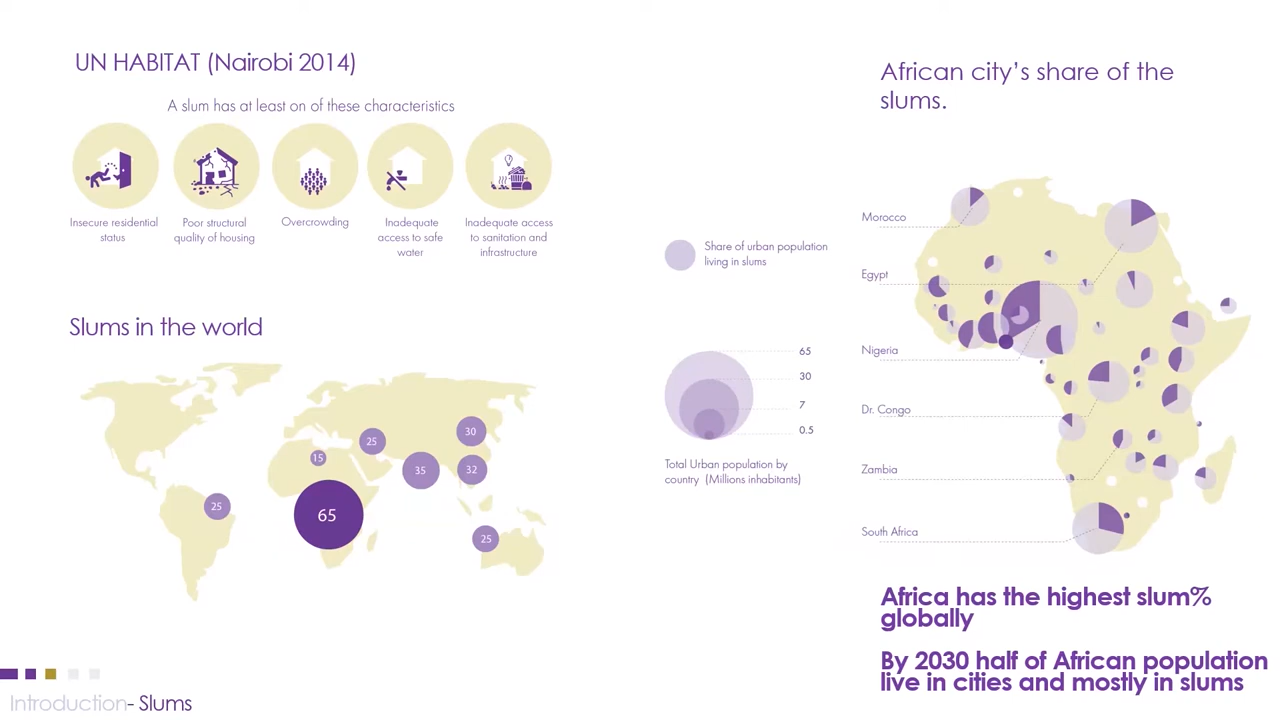 UN HABITAT (Nairobi 2014)
A slum has at least on of these characteristics
Insecure residential
status
Poor structural
quality of housing
Overcrowding
Inadequate
access to safe
water
Inadequate access
to sanitation and
infrastructure
Slums in the world
15
25
30
35
32
25
65
25
Share of urban population
living in slums
65
30
7
0.5
Total Urban population by
country (Millions inhabitants)
African city’s share of the
slums.
Morocco
Egypt
Nigeria
Dr. Congo
Zambia
South Africa
Africa has the highest slum%
globally
By 2030 half of African population
live in cities and mostly in slums
Introduction- Slums